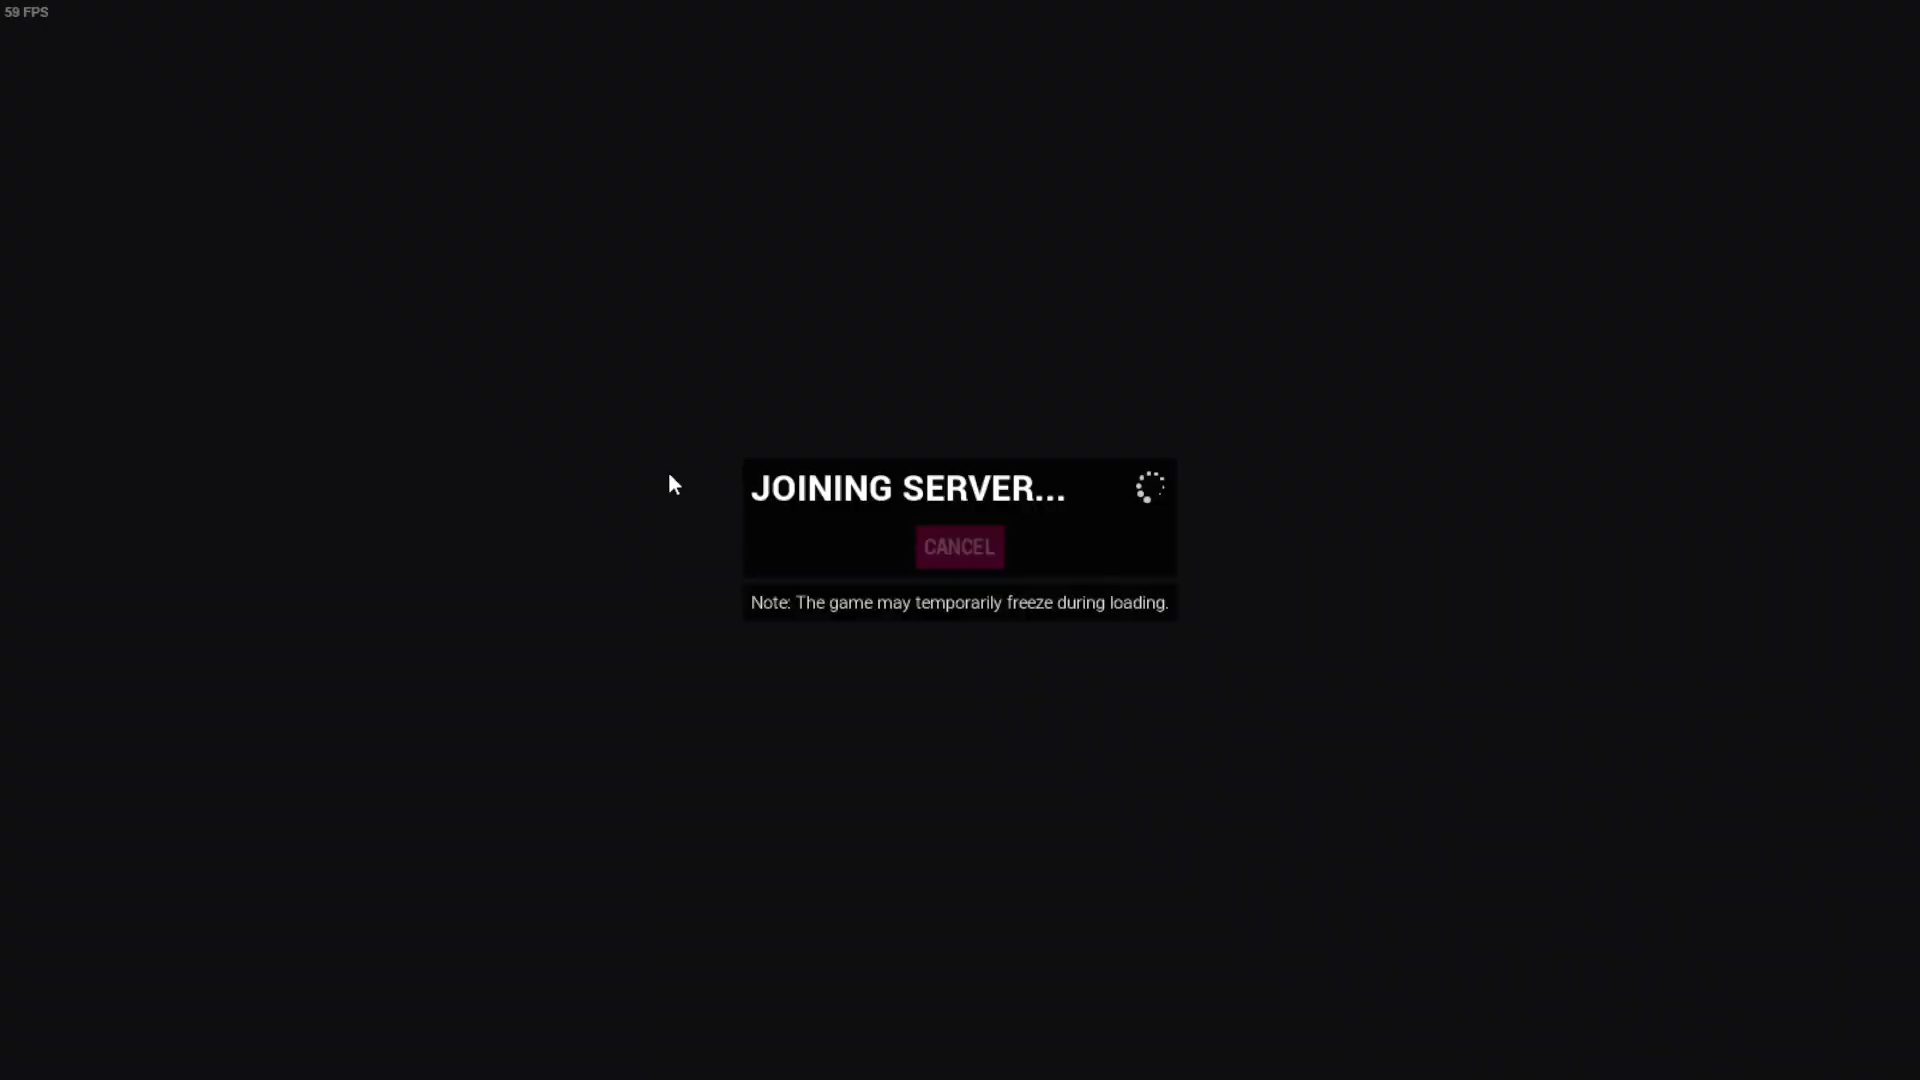 59 FPS
JOINING SERVER...
CANCEL
Note: The game may temporarily freeze during loading.